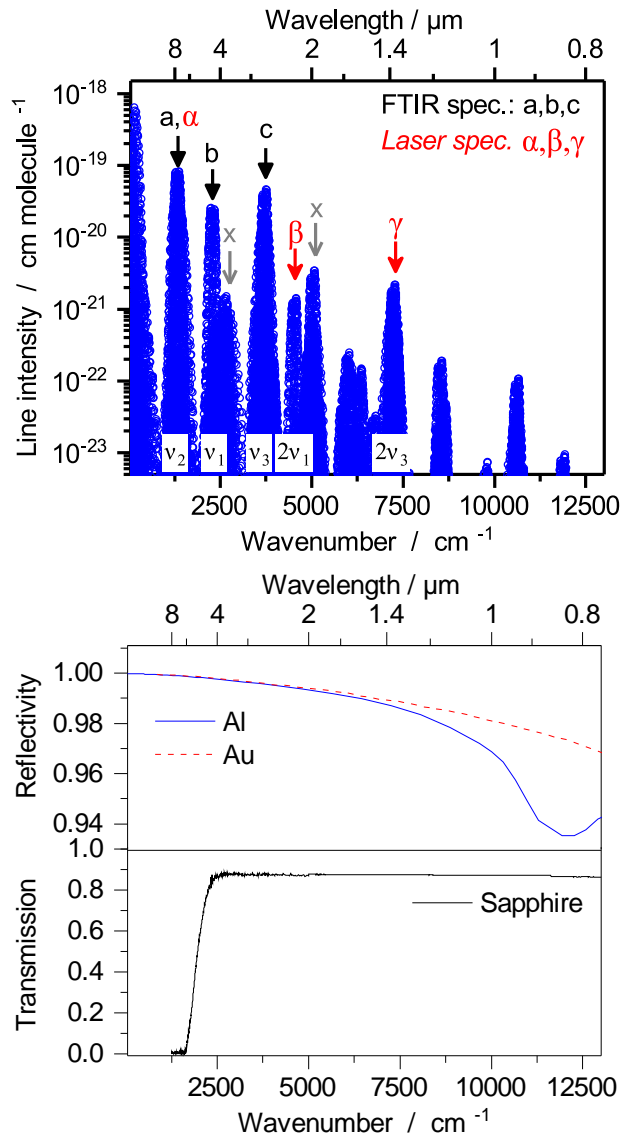 Wavelength / µm
8 4 2 1.4 1 0.8
10⁻¹⁸
FTIR spec.: a,b,c
a,α
Laser spec. α,β,γ
c
10⁻¹⁹
b
x
10⁻²⁰
x β γ
10⁻²¹
10⁻²²
10⁻²³
ν₂ ν₁ ν₃ 2ν₁ 2ν₃
Line intensity / cm molecule⁻¹
2500 5000 7500 10000 12500
Wavenumber / cm⁻¹
Wavelength / µm
8 4 2 1.4 1 0.8
1.00
0.98
Al
Au
0.96
0.94
Reflectivity
1.0
0.8
Sapphire
0.6
0.4
0.2
0.0
Transmission
2500 5000 7500 10000 12500
Wavenumber / cm⁻¹